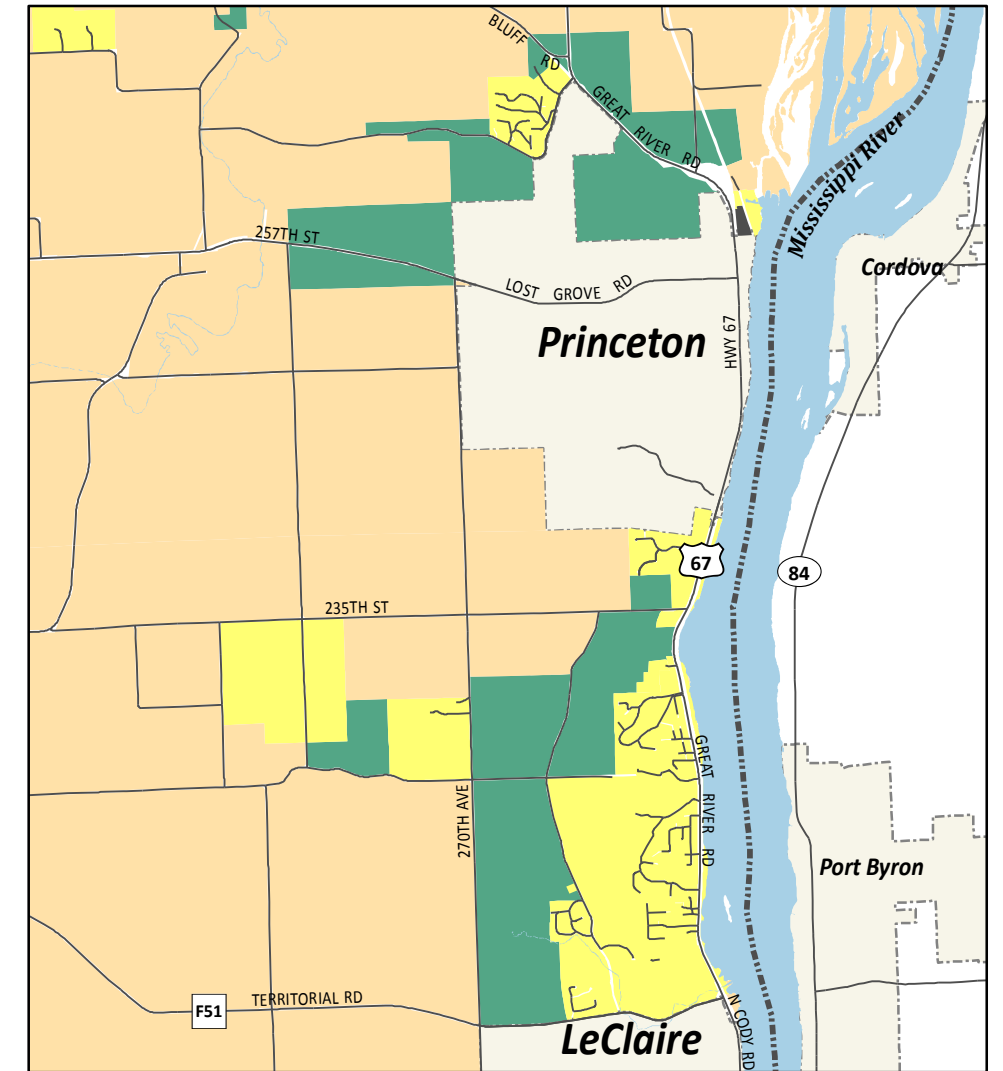 BLUFF RD
GREAT RIVER RD
Mississippi River
257TH ST
Cordova
LOST GROVE RD
Princeton
HWY 67
67
84
235TH ST
GREAT RIVER RD
270TH AVE
Port Byron
TERRITORIAL RD
F51
N CODY RD
LeClaire